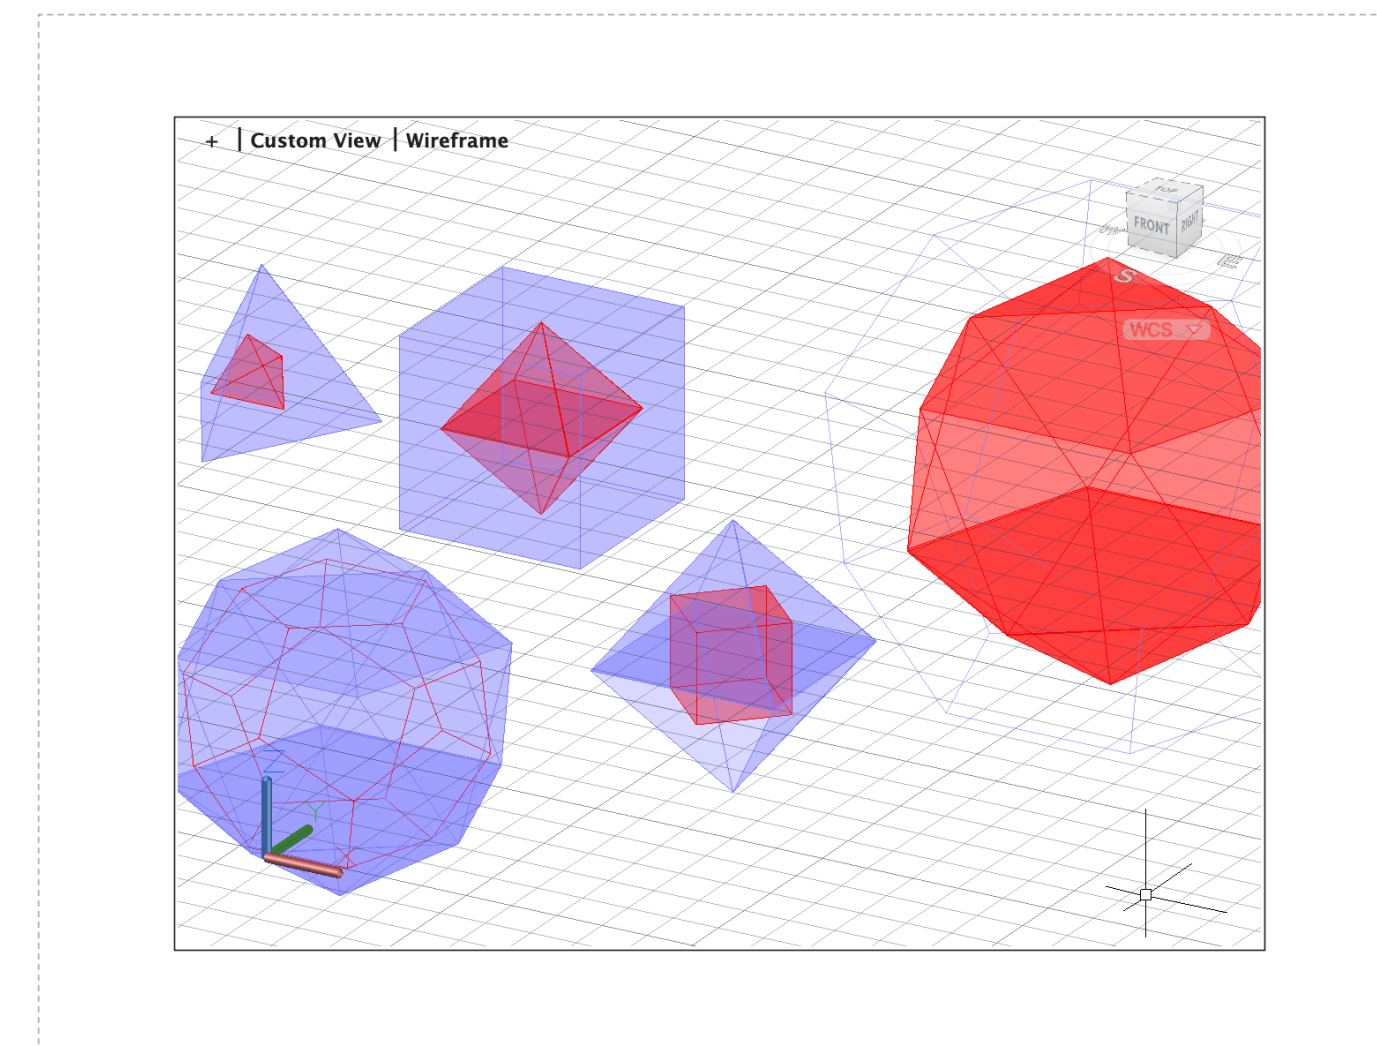 + | Custom View | Wireframe
TOP
FRONT
RIGHT
S
WCS
Z
Y
X